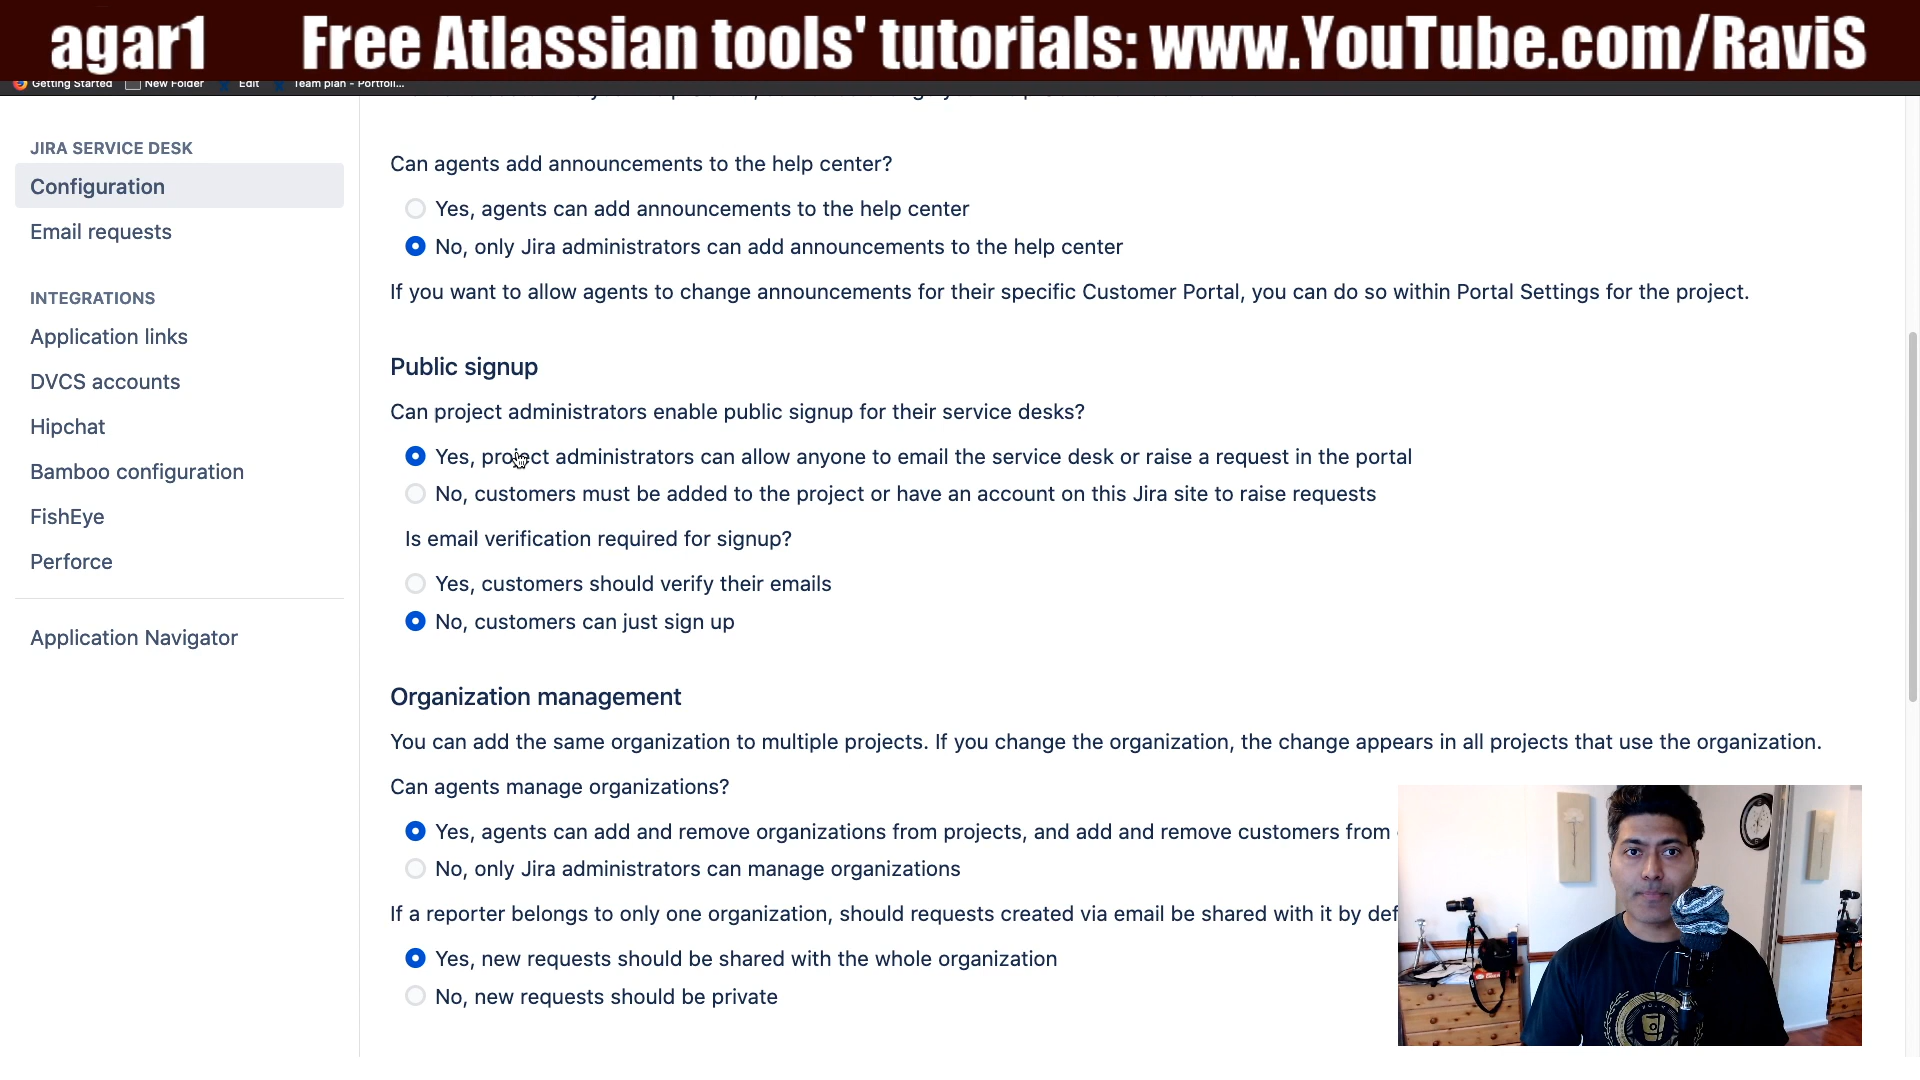 agar1 Free Atlassian tools' tutorials: www.YouTube.com/RaviS
Getting Started New Folder Edit Team plan - Portfoli...
JIRA SERVICE DESK
Configuration
Email requests
INTEGRATIONS
Application links
DVCS accounts
Hipchat
Bamboo configuration
FishEye
Perforce
Application Navigator
Can agents add announcements to the help center?
Yes, agents can add announcements to the help center
No, only Jira administrators can add announcements to the help center
If you want to allow agents to change announcements for their specific Customer Portal, you can do so within Portal Settings for the project.
Public signup
Can project administrators enable public signup for their service desks?
Yes, project administrators can allow anyone to email the service desk or raise a request in the portal
No, customers must be added to the project or have an account on this Jira site to raise requests
Is email verification required for signup?
Yes, customers should verify their emails
No, customers can just sign up
Organization management
You can add the same organization to multiple projects. If you change the organization, the change appears in all projects that use the organization.
Can agents manage organizations?
Yes, agents can add and remove organizations from projects, and add and remove customers from
No, only Jira administrators can manage organizations
If a reporter belongs to only one organization, should requests created via email be shared with it by def
Yes, new requests should be shared with the whole organization
No, new requests should be private